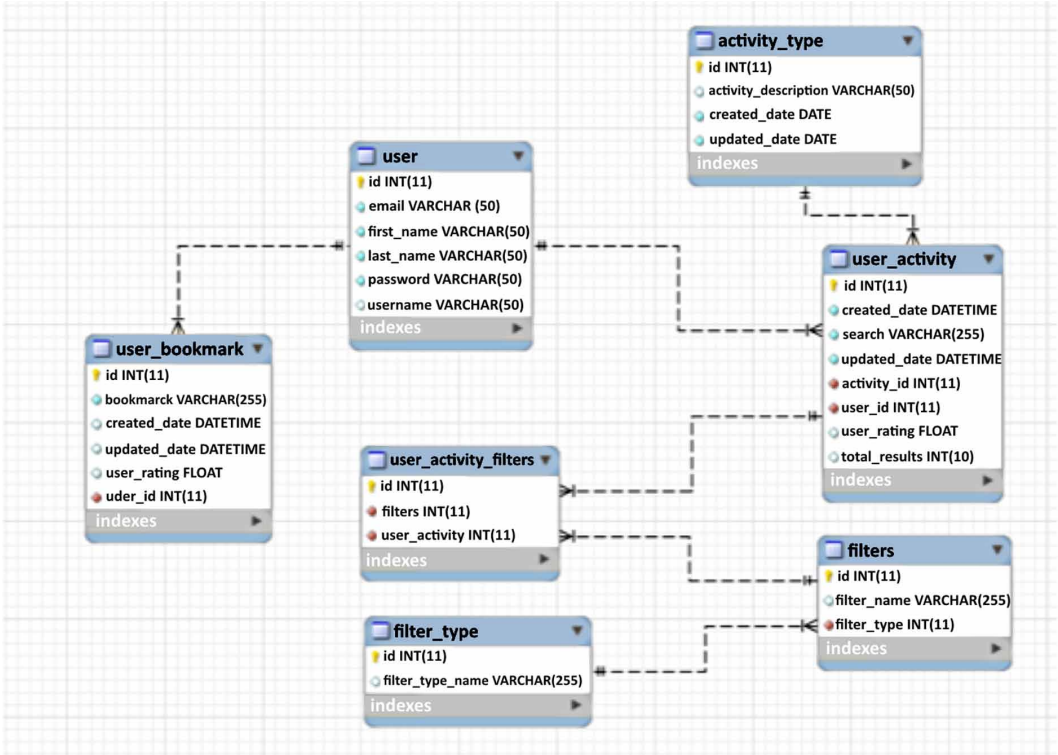 activity_type
id INT(11)
activity_description VARCHAR(50)
created_date DATE
updated_date DATE
indexes
user
id INT(11)
email VARCHAR (50)
first_name VARCHAR(50)
last_name VARCHAR(50)
password VARCHAR(50)
username VARCHAR(50)
indexes
user_activity
id INT(11)
created_date DATETIME
search VARCHAR(255)
updated_date DATETIME
activity_id INT(11)
user_id INT(11)
user_rating FLOAT
total_results INT(10)
indexes
user_bookmark
id INT(11)
bookmarck VARCHAR(255)
created_date DATETIME
updated_date DATETIME
user_rating FLOAT
uder_id INT(11)
indexes
user_activity_filters
id INT(11)
filters INT(11)
user_activity INT(11)
indexes
filters
id INT(11)
filter_name VARCHAR(255)
filter_type INT(11)
indexes
filter_type
id INT(11)
filter_type_name VARCHAR(255)
indexes